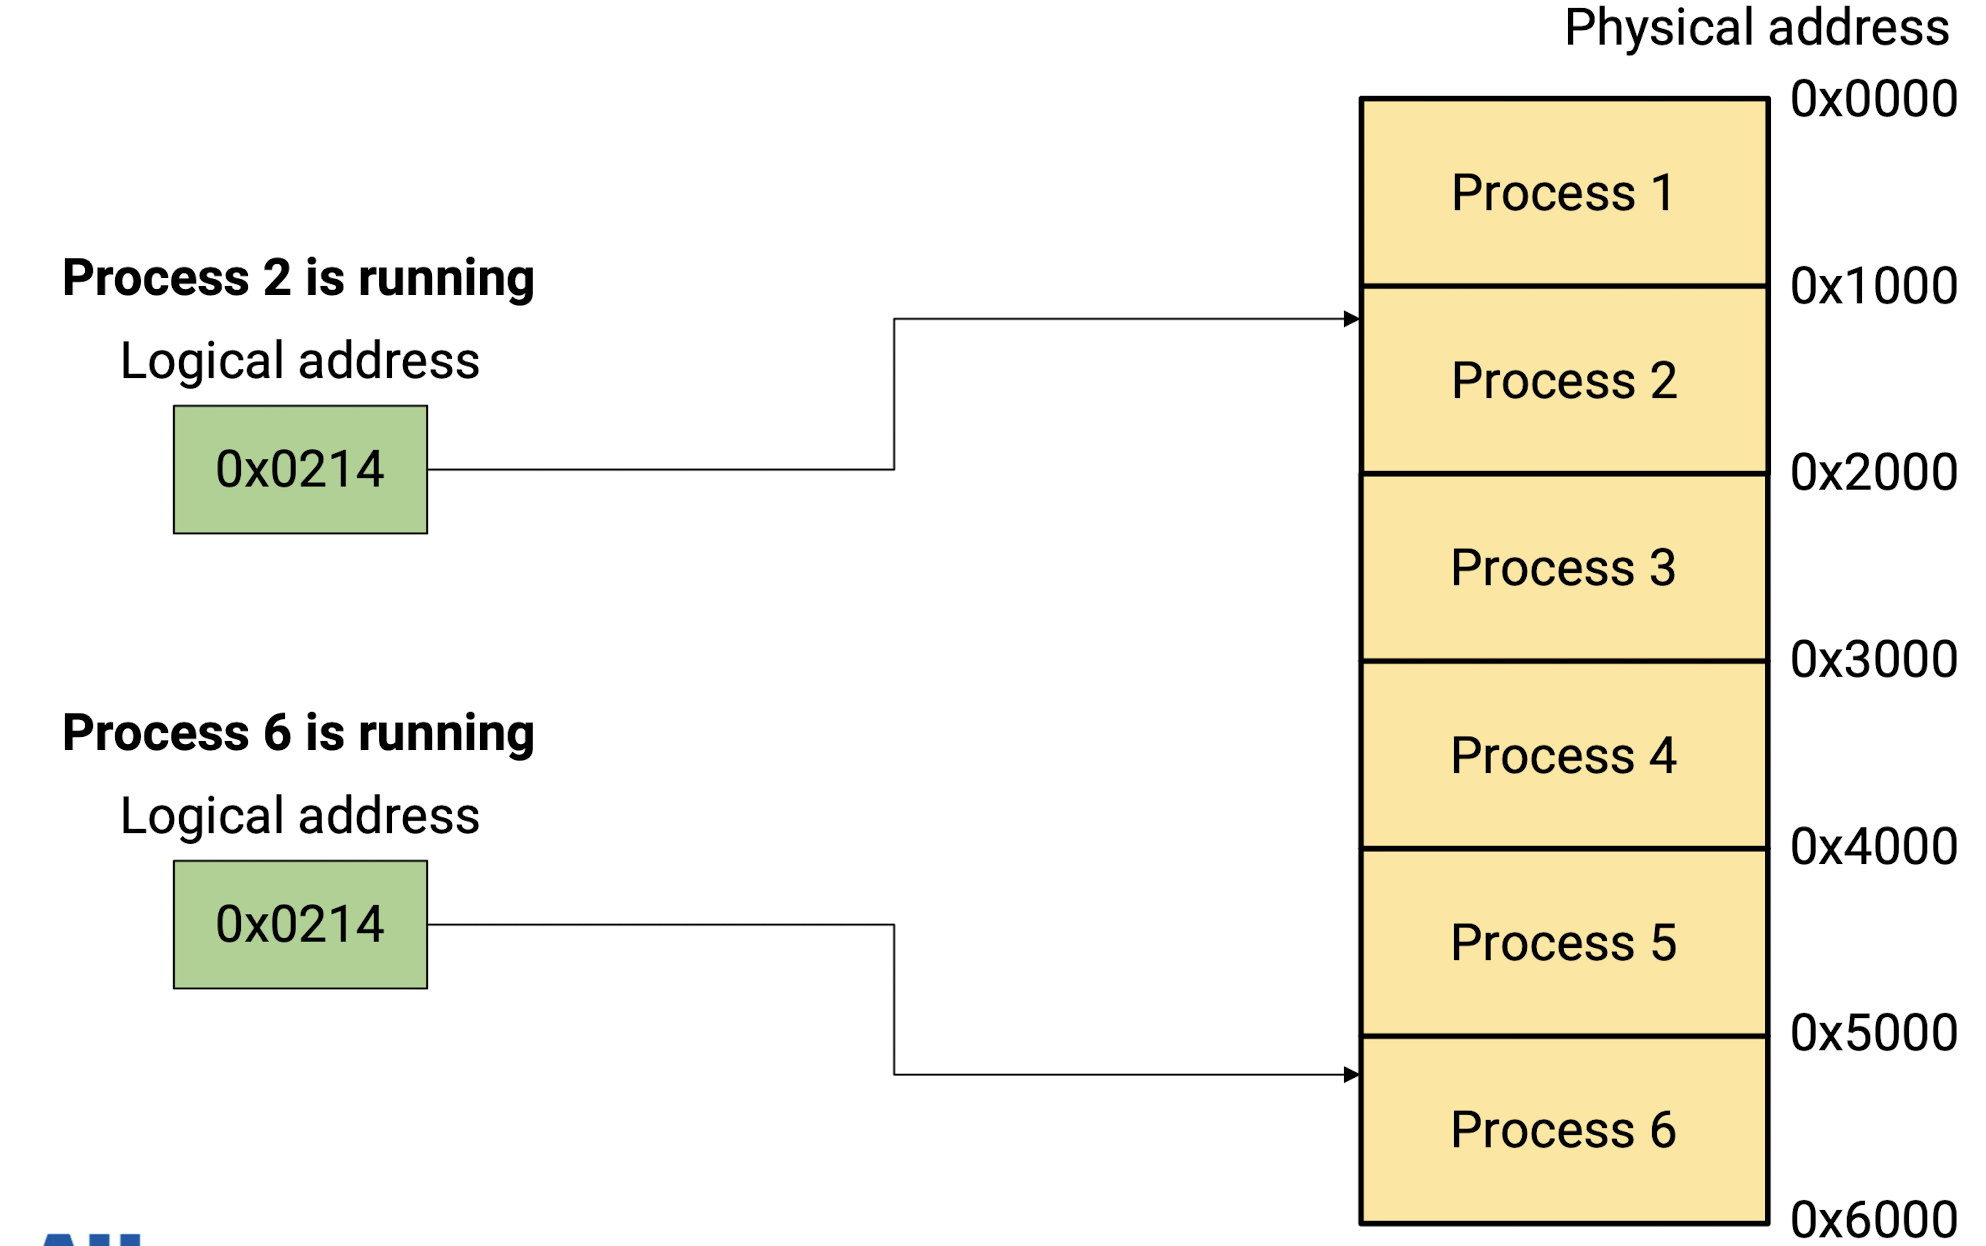 Physical address
0x0000
Process 1
0x1000
Process 2 is running
Logical address
0x0214
Process 2
0x2000
Process 3
0x3000
Process 6 is running
Logical address
0x0214
Process 4
0x4000
Process 5
0x5000
Process 6
0x6000